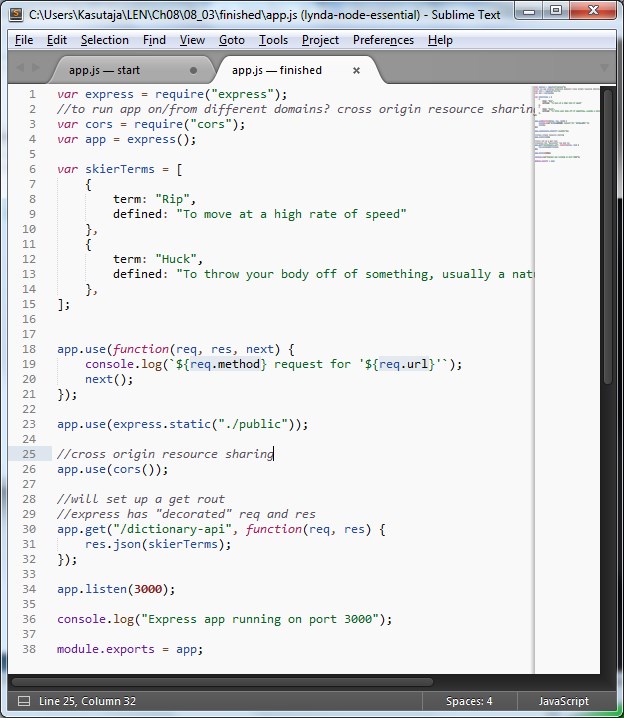 C:\Users\Kasutaja\LEN\Ch08\08_03\finished\app.js (lynda-node-essential) - Sublime Text
File Edit Selection Find View Goto Tools Project Preferences Help
app.js — start app.js — finished
1 var express = require("express");
2 //to run app on/from different domains? cross origin resource sharing
3 var cors = require("cors");
4 var app = express();
5
6 var skierTerms = [
7 {
8 term: "Rip",
9 defined: "To move at a high rate of speed"
10 },
11 {
12 term: "Huck",
13 defined: "To throw your body off of something, usually a nat
14 },
15 ];
16
17
18 app.use(function(req, res, next) {
19 console.log(`${req.method} request for '${req.url}'`);
20 next();
21 });
22
23 app.use(express.static("./public"));
24
25 //cross origin resource sharing
26 app.use(cors());
27
28 //will set up a get rout
29 //express has "decorated" req and res
30 app.get("/dictionary-api", function(req, res) {
31 res.json(skierTerms);
32 });
33
34 app.listen(3000);
35
36 console.log("Express app running on port 3000");
37
38 module.exports = app;
Line 25, Column 32 Spaces: 4 JavaScript